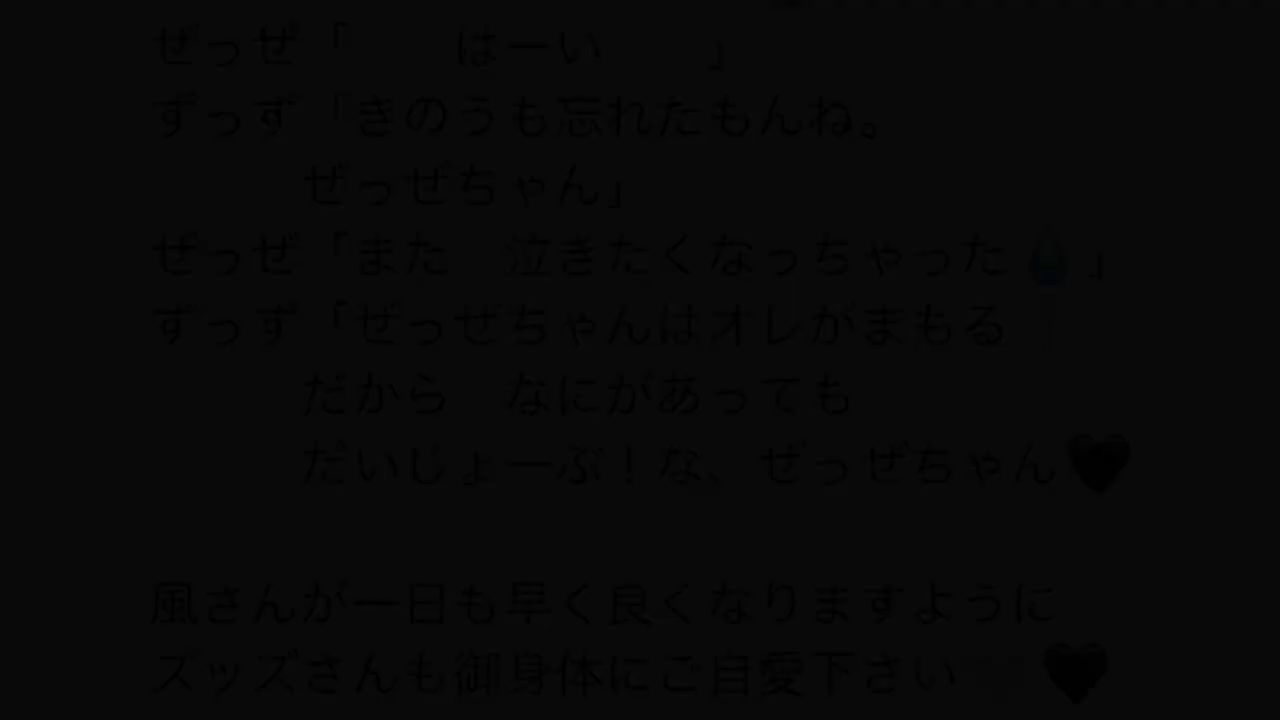 ぜっぜ「　　はーい　　」
ずっず「きのうも忘れたもんね。
ぜっぜちゃん」
ぜっぜ「また　泣きたくなっちゃった💧」
ずっず「ぜっぜちゃんはオレがまもる
だから　なにがあっても
だいじょーぶ！な、ぜっぜちゃん🖤
風さんが一日も早く良くなりますように
ズッズさんも御身体にご自愛下さい🖤